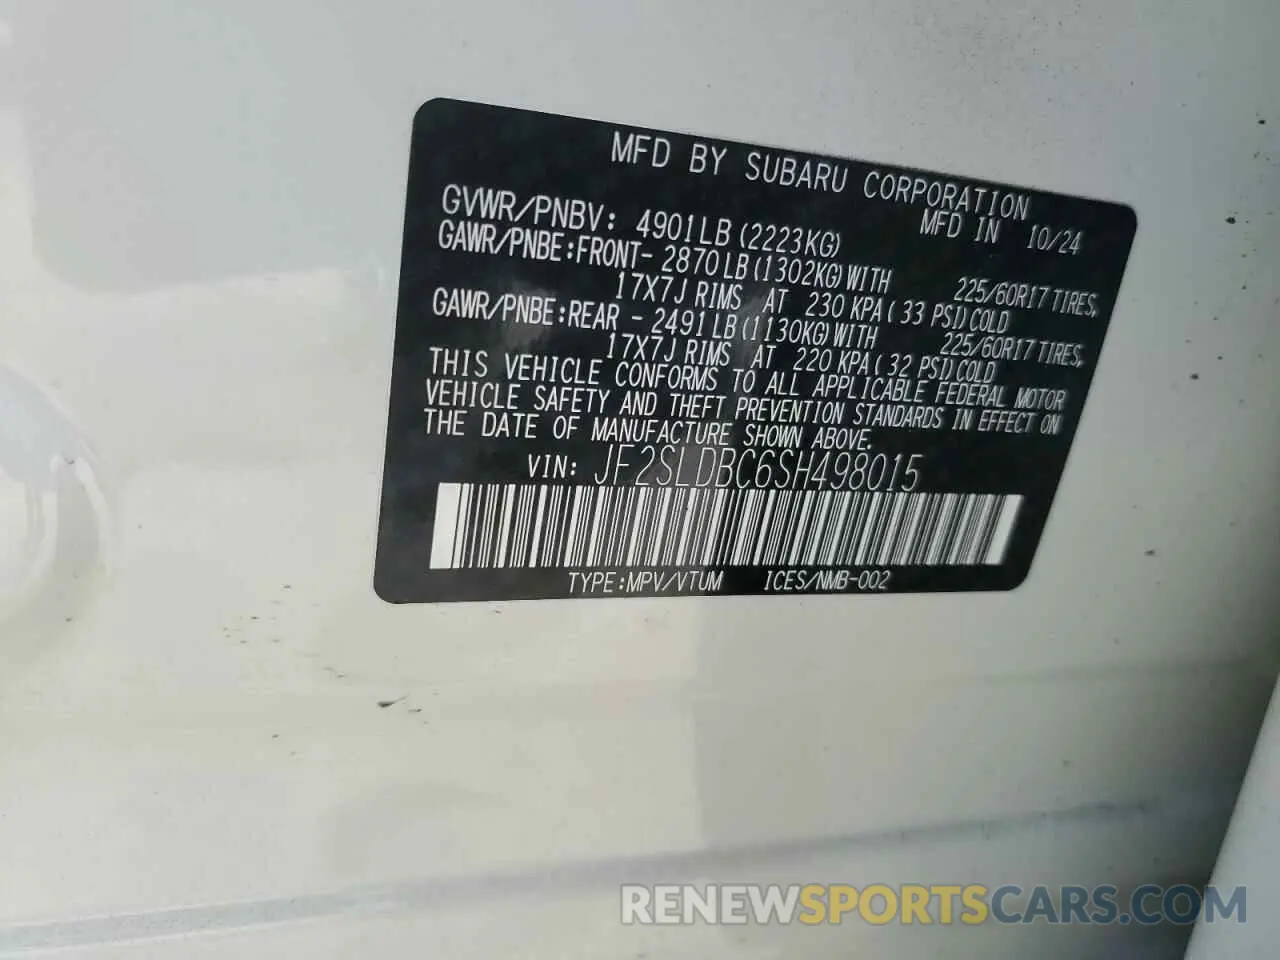 MFD BY SUBARU CORPORATION
MFD IN 10/24
GVWR/PNBV: 4901LB (2223KG)
GAWR/PNBE:FRONT- 2870LB(1302KG)WITH 225/60R17 TIRES,
17X7J RIMS AT 230 KPA(33 PSI)COLD
GAWR/PNBE:REAR - 2491LB(1130KG)WITH 225/60R17 TIRES,
17X7J RIMS AT 220 KPA(32 PSI)COLD
THIS VEHICLE CONFORMS TO ALL APPLICABLE FEDERAL MOTOR
VEHICLE SAFETY AND THEFT PREVENTION STANDARDS IN EFFECT ON
THE DATE OF MANUFACTURE SHOWN ABOVE.
VIN: JF2SLDBC6SH498015
TYPE:MPV/VTUM ICES/NMB-002
RENEWSPORTSCARS.COM